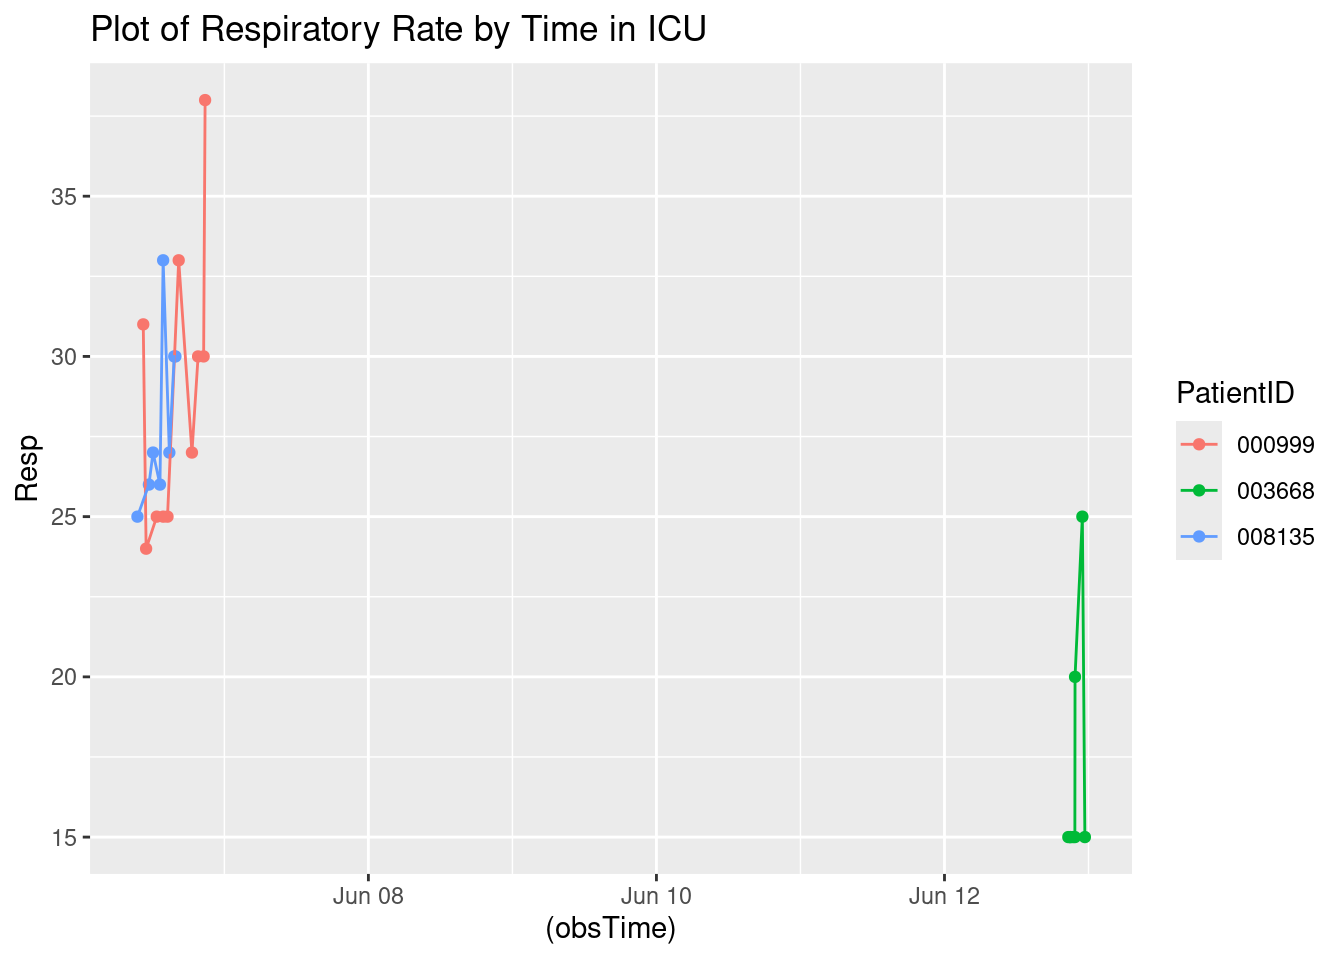 Plot of Respiratory Rate by Time in ICU
35
30
25
20
15
Resp
Jun 08
Jun 10
Jun 12
(obsTime)
PatientID
000999
003668
008135